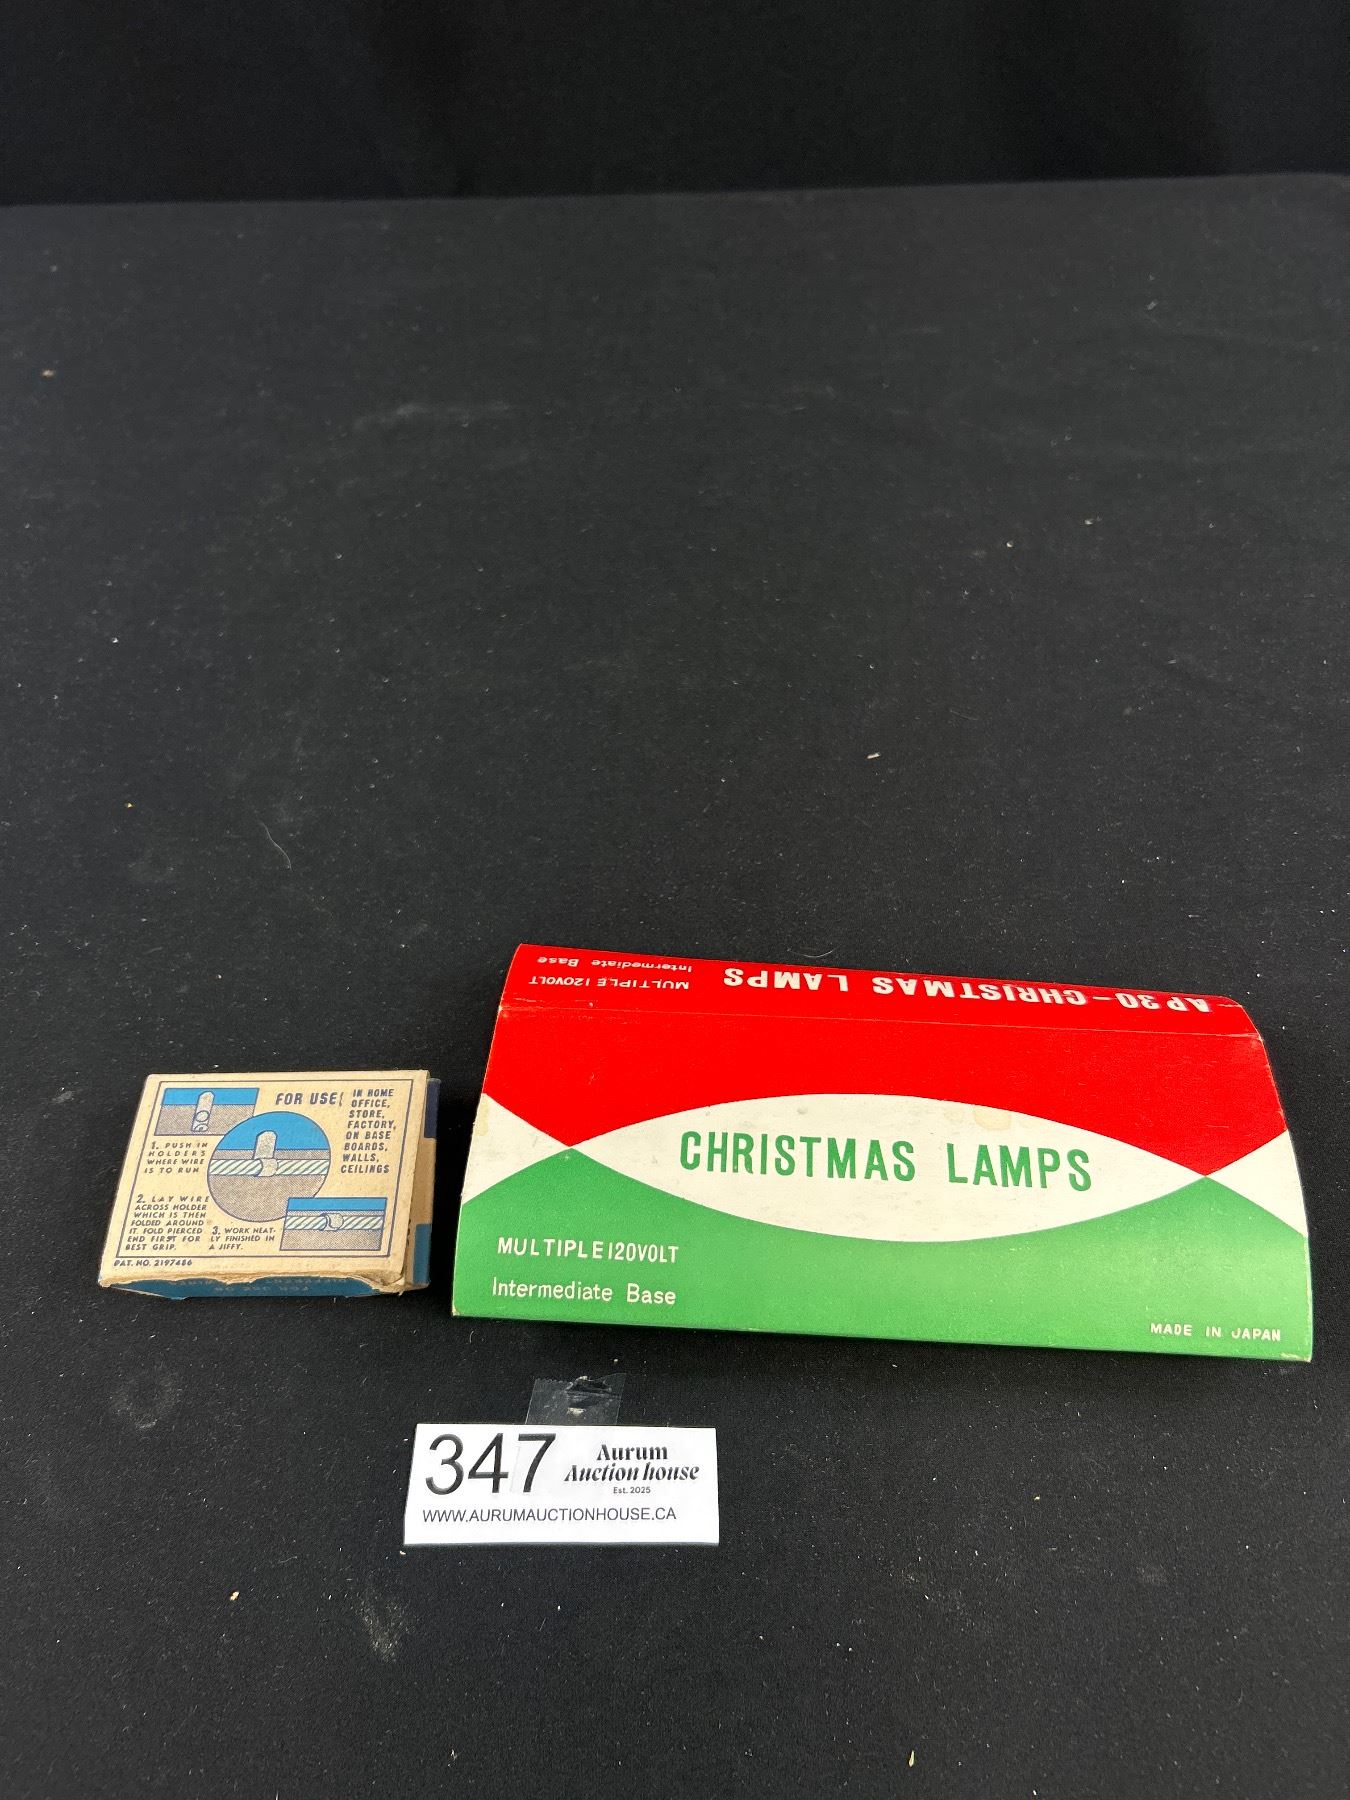 FOR USE:
IN HOME
OFFICE,
STORE,
FACTORY,
ON BASE
BOARDS,
WALLS,
CEILINGS
1. PUSH IN
HOLDERS
WHERE WIRE
IS TO RUN
2. LAY WIRE
ACROSS HOLDER
WHICH IS THEN
FOLDED AROUND
IT. FOLD PIERCED
END FIRST FOR
BEST GRIP.
3. WORK NEAT-
LY FINISHED IN
A JIFFY.
PAT. NO. 2197486
AP30-CHRISTMAS LAMPS
MULTIPLE 120VOLT
Intermediate Base
CHRISTMAS LAMPS
MULTIPLE 120VOLT
Intermediate Base
MADE IN JAPAN
347
Aurum
Auction house
Est. 2025
WWW.AURUMAUCTIONHOUSE.CA